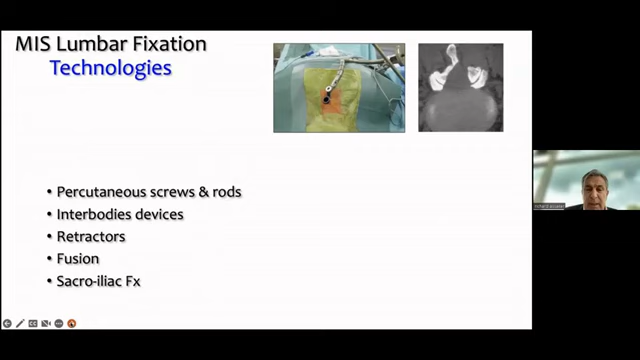 MIS Lumbar Fixation
Technologies
• Percutaneous screws & rods
• Interbodies devices
• Retractors
• Fusion
• Sacro-iliac Fx